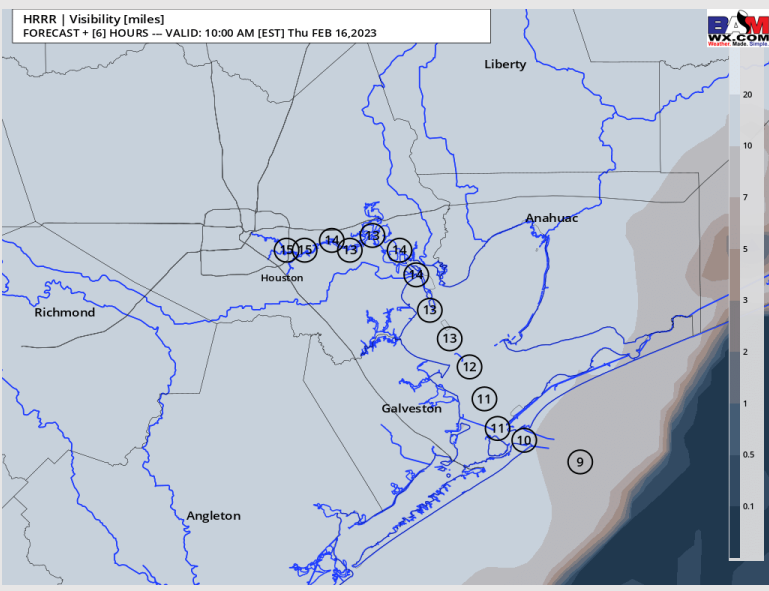 HRRR | Visibility [miles]
FORECAST + [6] HOURS --- VALID: 10:00 AM [EST] Thu FEB 16,2023
BAM
WX.COM
Weather. Made. Simple.
Liberty
20
10
7
Anahuac
13
14
15
15
13
14
5
Houston
14
3
Richmond
13
13
2
12
11
1
Galveston
11
10
0.5
9
0.1
Angleton